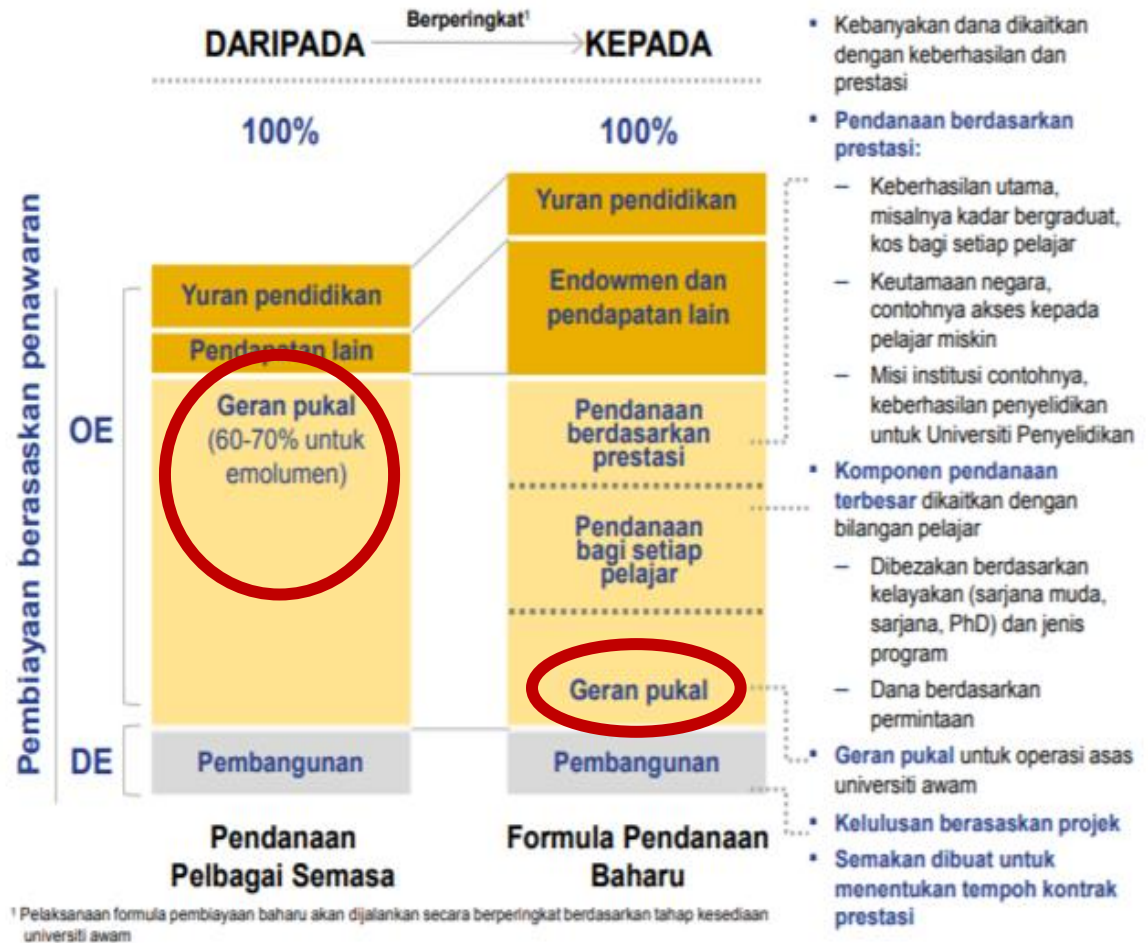 Berperingkat¹
DARIPADA
KEPADA
100%
100%
Pembiayaan berasaskan penawaran
OE
DE
Yuran pendidikan
Pendapatan lain
Geran pukal
(60-70% untuk
emolumen)
Pembangunan
Pendanaan
Pelbagai Semasa
Yuran pendidikan
Endowmen dan
pendapatan lain
Pendanaan
berdasarkan
prestasi
Pendanaan
bagi setiap
pelajar
Geran pukal
Pembangunan
Formula Pendanaan
Baharu
▪ Kebanyakan dana dikaitkan
dengan keberhasilan dan
prestasi
▪ Pendanaan berdasarkan
prestasi:
– Keberhasilan utama,
misalnya kadar bergraduat,
kos bagi setiap pelajar
– Keutamaan negara,
contohnya akses kepada
pelajar miskin
– Misi institusi contohnya,
keberhasilan penyelidikan
untuk Universiti Penyelidikan
▪ Komponen pendanaan
terbesar dikaitkan dengan
bilangan pelajar
– Dibezakan berdasarkan
kelayakan (sarjana muda,
sarjana, PhD) dan jenis
program
– Dana berdasarkan
permintaan
▪ Geran pukal untuk operasi asas
universiti awam
▪ Kelulusan berasaskan projek
▪ Semakan dibuat untuk
menentukan tempoh kontrak
prestasi
¹ Pelaksanaan formula pembiayaan baharu akan dijalankan secara berperingkat berdasarkan tahap kesediaan
universiti awam